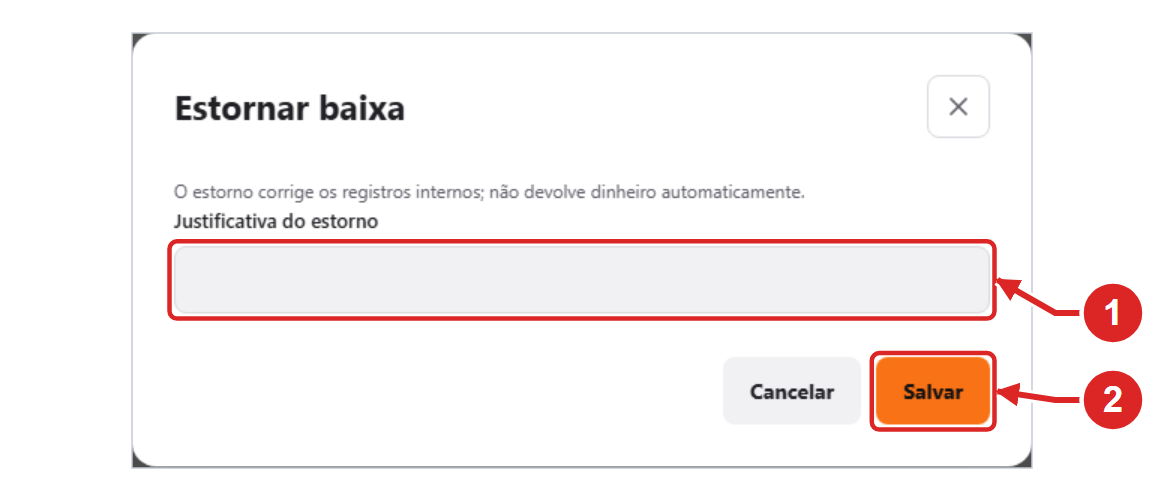 Estornar baixa
O estorno corrige os registros internos; não devolve dinheiro automaticamente.
Justificativa do estorno
1
Cancelar
Salvar
2